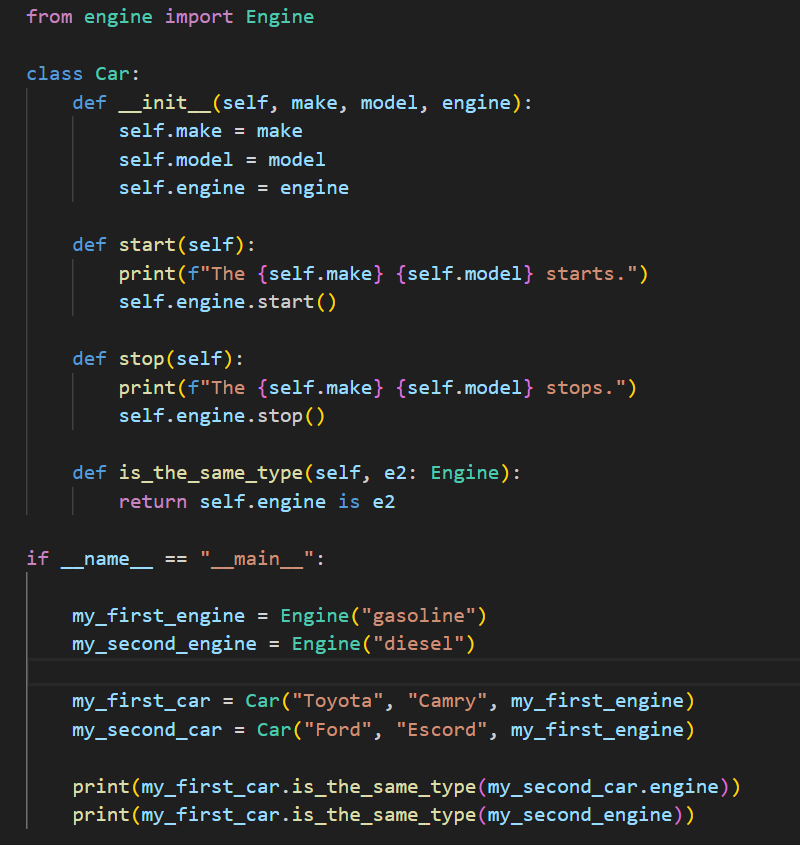 from engine import Engine
class Car:
    def __init__(self, make, model, engine):
        self.make = make
        self.model = model
        self.engine = engine
    def start(self):
        print(f"The {self.make} {self.model} starts.")
        self.engine.start()
    def stop(self):
        print(f"The {self.make} {self.model} stops.")
        self.engine.stop()
    def is_the_same_type(self, e2: Engine):
        return self.engine is e2
if __name__ == "__main__":
    my_first_engine = Engine("gasoline")
    my_second_engine = Engine("diesel")
    my_first_car = Car("Toyota", "Camry", my_first_engine)
    my_second_car = Car("Ford", "Escord", my_first_engine)
    print(my_first_car.is_the_same_type(my_second_car.engine))
    print(my_first_car.is_the_same_type(my_second_engine))